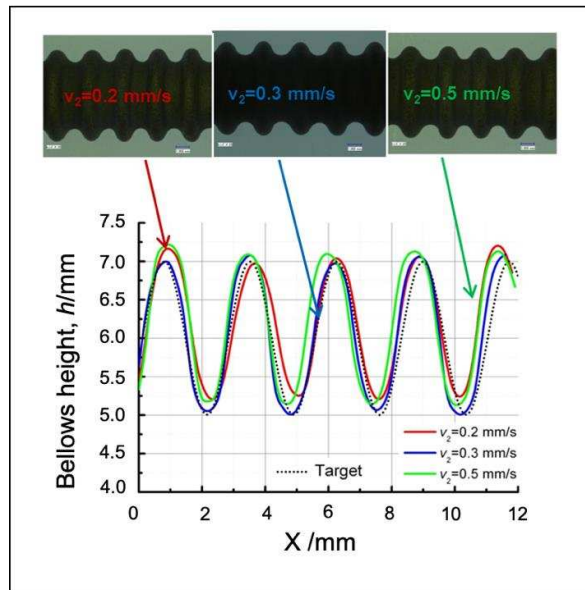 v₂=0.2 mm/s
v₂=0.3 mm/s
v₂=0.5 mm/s
7.5
7.0
6.5
6.0
5.5
5.0
4.5
4.0
Bellows height, h/mm
v₂=0.2 mm/s
v₂=0.3 mm/s
v₂=0.5 mm/s
Target
0 2 4 6 8 10 12
X /mm